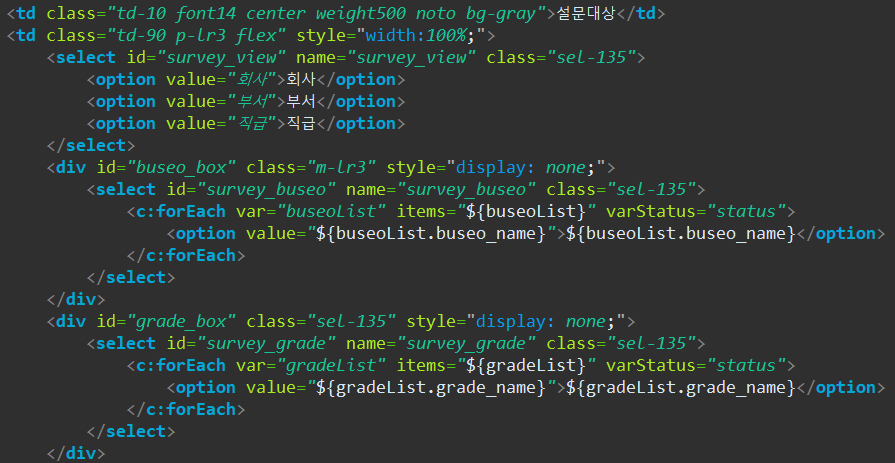 <td class="td-10 font14 center weight500 noto bg-gray">설문대상</td>
<td class="td-90 p-lr3 flex" style="width:100%;">
<select id="survey_view" name="survey_view" class="sel-135">
<option value="회사">회사</option>
<option value="부서">부서</option>
<option value="직급">직급</option>
</select>
<div id="buseo_box" class="m-lr3" style="display: none;">
<select id="survey_buseo" name="survey_buseo" class="sel-135">
<c:forEach var="buseoList" items="${buseoList}" varStatus="status">
<option value="${buseoList.buseo_name}">${buseoList.buseo_name}</option>
</c:forEach>
</select>
</div>
<div id="grade_box" class="sel-135" style="display: none;">
<select id="survey_grade" name="survey_grade" class="sel-135">
<c:forEach var="gradeList" items="${gradeList}" varStatus="status">
<option value="${gradeList.grade_name}">${gradeList.grade_name}</option>
</c:forEach>
</select>
</div>